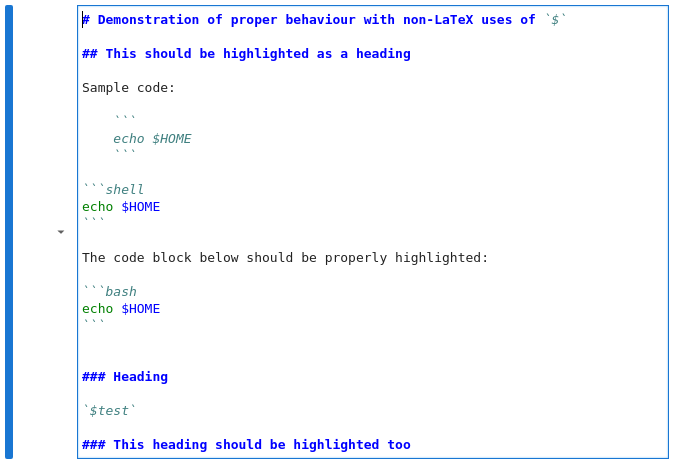 # Demonstration of proper behaviour with non-LaTeX uses of `$`
## This should be highlighted as a heading
Sample code:
    ```
    echo $HOME
    ```
```shell
echo $HOME
```
The code block below should be properly highlighted:
```bash
echo $HOME
```
### Heading
`$test`
### This heading should be highlighted too